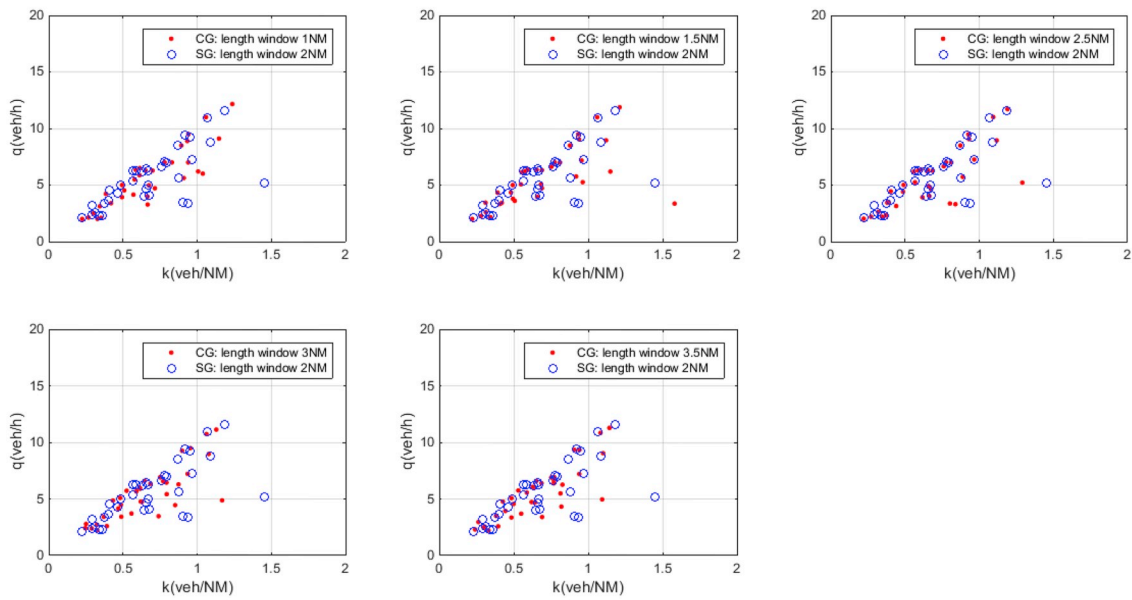 20
15
10
5
0
q(veh/h)
CG: length window 1NM
SG: length window 2NM
0 0.5 1 1.5 2
k(veh/NM)
20
15
10
5
0
q(veh/h)
CG: length window 1.5NM
SG: length window 2NM
0 0.5 1 1.5 2
k(veh/NM)
20
15
10
5
0
q(veh/h)
CG: length window 2.5NM
SG: length window 2NM
0 0.5 1 1.5 2
k(veh/NM)
20
15
10
5
0
q(veh/h)
CG: length window 3NM
SG: length window 2NM
0 0.5 1 1.5 2
k(veh/NM)
20
15
10
5
0
q(veh/h)
CG: length window 3.5NM
SG: length window 2NM
0 0.5 1 1.5 2
k(veh/NM)